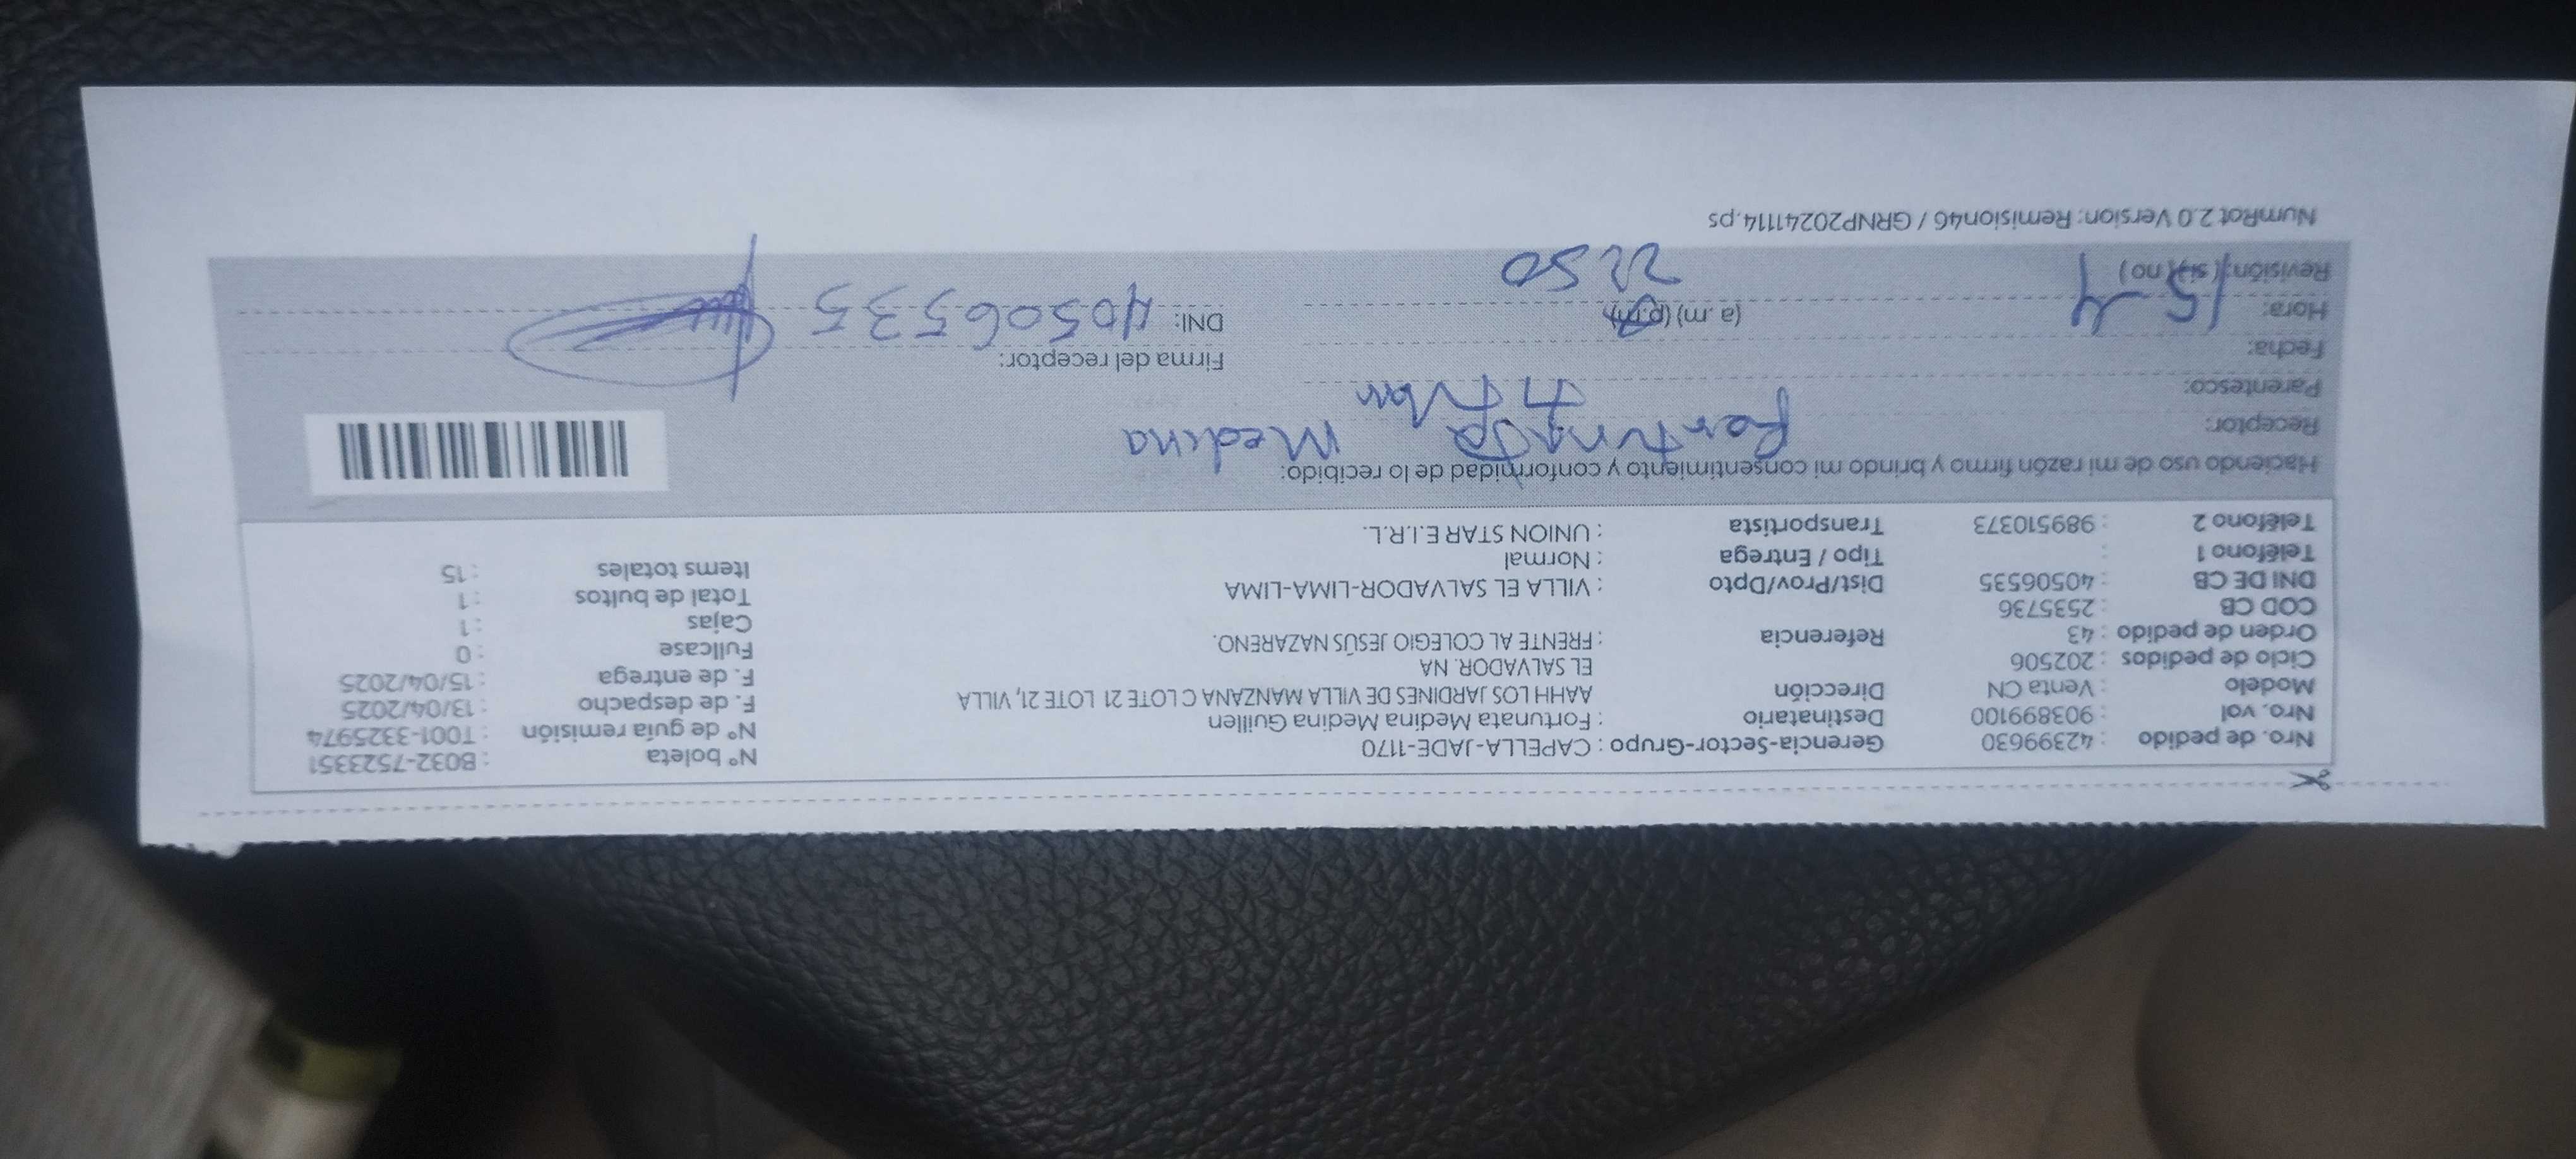 Nro. de pedido : 42399630 Gerencia-Sector-Grupo : CAPELLA-JADE-1170 N° boleta : B032-7523351
Nro. vol : 903899100 Destinatario : Fortunata Medina Medina Guillen N° de guía remisión : T001-3325974
Modelo : Venta CN Dirección AAHH LOS JARDINES DE VILLA MANZANA C LOTE 21 LOTE 21, VILLA F. de despacho : 13/04/2025
Ciclo de pedidos : 202506 EL SALVADOR. NA F. de entrega : 15/04/2025
Orden de pedido : 43 Referencia : FRENTE AL COLEGIO JESÚS NAZARENO. Fullcase : 0
COD CB : 2535736 Cajas : 1
DNI DE CB : 40506535 Dist/Prov/Dpto : VILLA EL SALVADOR-LIMA-LIMA Total de bultos : 1
Teléfono 1 : Tipo / Entrega : Normal Items totales : 15
Teléfono 2 : 989510373 Transportista : UNION STAR E.I.R.L.
Haciendo uso de mi razón firmo y brindo mi consentimiento y conformidad de lo recibido:
Receptor: Fortunata Medina
Parentesco:
Fecha: Firma del receptor:
Hora: 15-4 (a.m) (p.m) DNI: 40506535
Revisión: (si) (no) 2250
NumRot 2.0 Version: Remision46 / GRNP20241114.ps